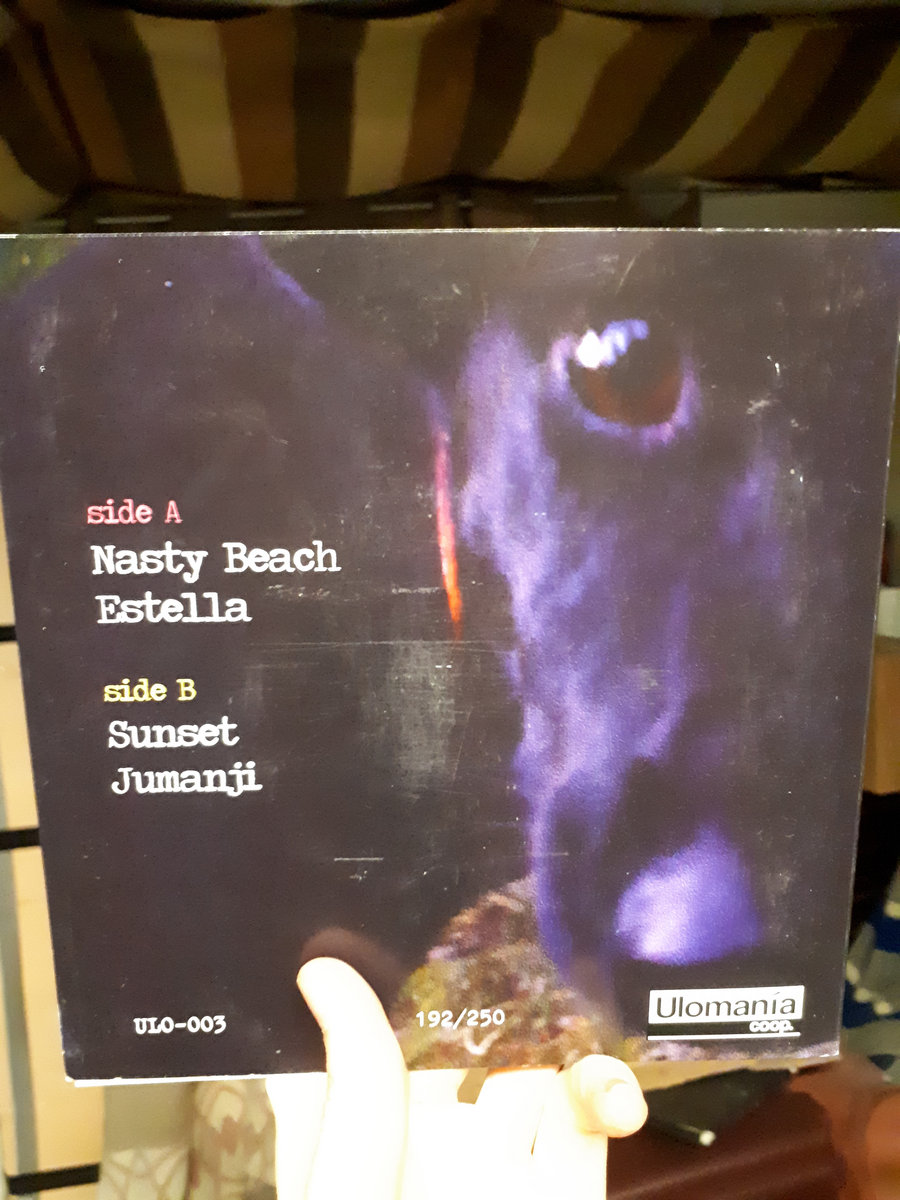 side A
Nasty Beach
Estella
side B
Sunset
Jumanji
ULO-003
192/250
Ulomanía
coop.